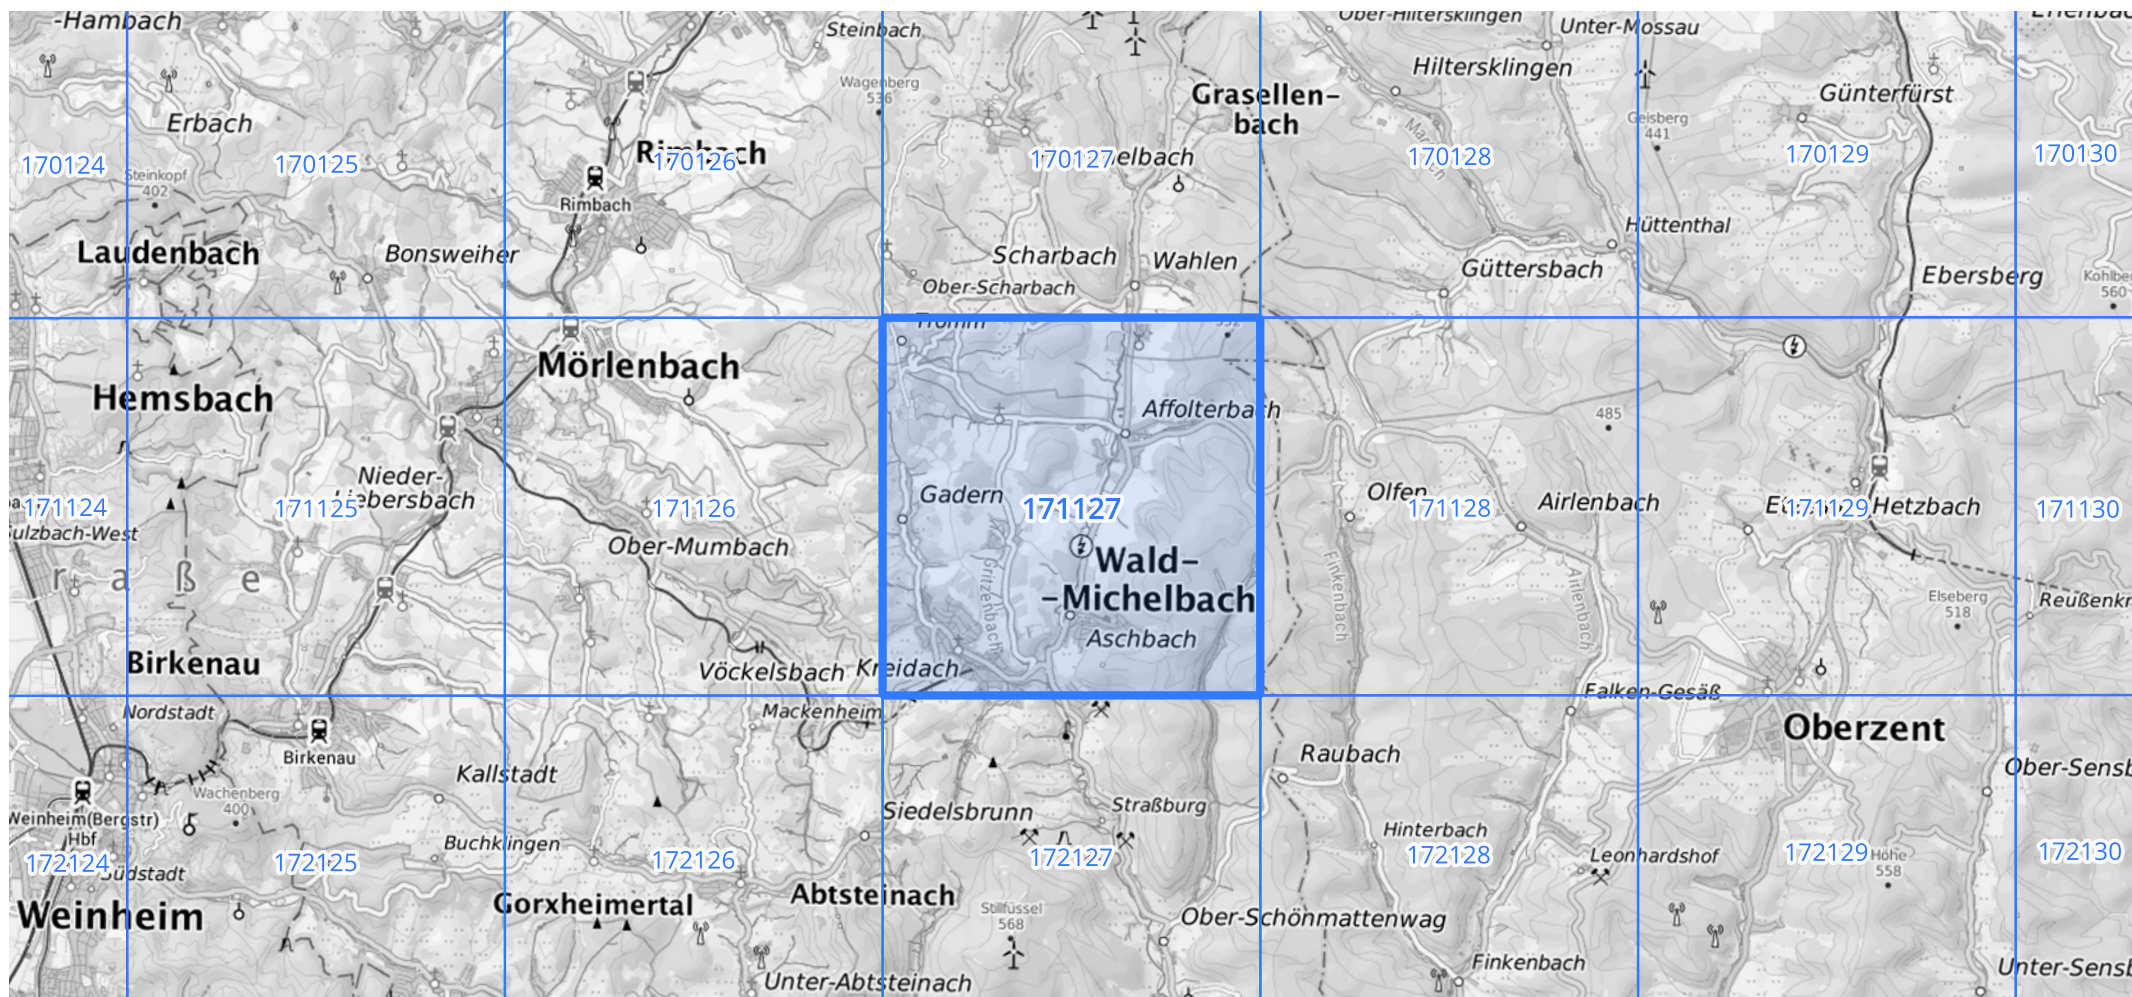 -Hambach
Steinbach
Ober-Hiltersklingen
Unter-Mossau
Hiltersklingen
Wagenberg
536
Grasellen-
bach
Günterfürst
Geisberg
441
Erbach
Rimbach
170124
170125
170126
170127
170128
170129
170130
Steinkopf
402
Rimbach
Hüttenthal
Laudenbach
Bonsweiher
Scharbach
Wahlen
Güttersbach
Ebersberg
Ober-Scharbach
560
Tromm
Mörlenbach
Hemsbach
Affolterbach
485
Nieder-
Liebersbach
Gadern
Olfen
Airlenbach
Hetzbach
171124
171125
171126
171127
171128
171129
171130
Sulzbach-West
Ober-Mumbach
Wald-
-Michelbach
Finkenbach
Airlenbach
Gritzenbach
r a ß e
Elseberg
518
Aschbach
Birkenau
Vöckelsbach
Kreidach
Falken-Gesäß
Nordstadt
Mackenheim
Oberzent
Birkenau
Raubach
Kallstadt
Wachenberg
400
Siedelsbrunn
Straßburg
Weinheim(Bergstr)
Hbf
Buchklingen
Hinterbach
Leonhardshof
Höhe
558
172124
172125
172126
172127
172128
172129
172130
Südstadt
Weinheim
Gorxheimertal
Abtsteinach
Stillfüssel
568
Ober-Schönmattenwag
Finkenbach
Unter-Abtsteinach